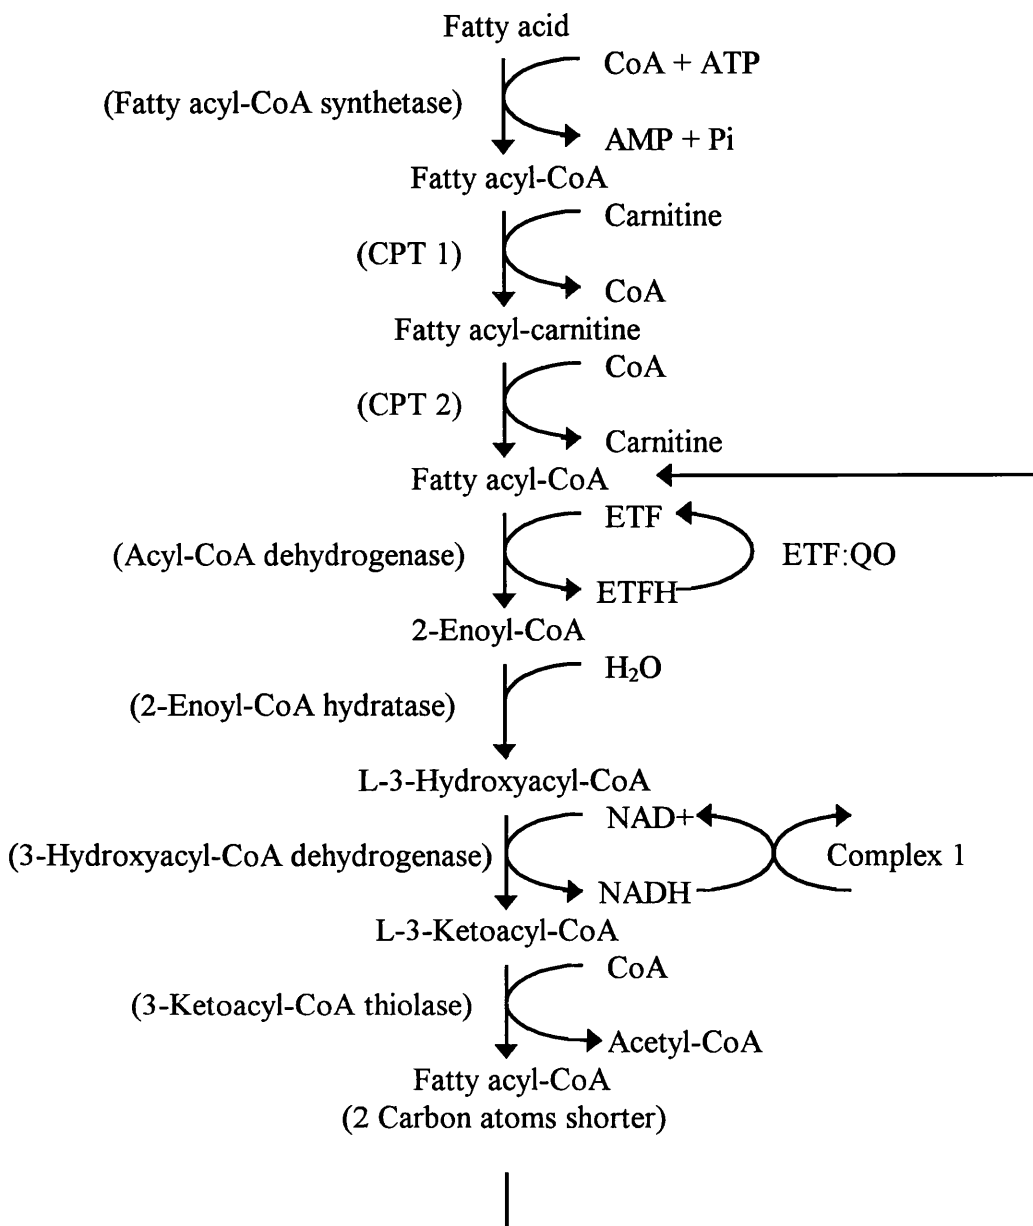 Fatty acid
CoA + ATP
(Fatty acyl-CoA synthetase)
AMP + Pi
Fatty acyl-CoA
Carnitine
(CPT 1)
CoA
Fatty acyl-carnitine
CoA
(CPT 2)
Carnitine
Fatty acyl-CoA
ETF
(Acyl-CoA dehydrogenase)
ETF:QO
ETFH
2-Enoyl-CoA
H₂O
(2-Enoyl-CoA hydratase)
L-3-Hydroxyacyl-CoA
NAD+
(3-Hydroxyacyl-CoA dehydrogenase)
Complex 1
NADH
L-3-Ketoacyl-CoA
CoA
(3-Ketoacyl-CoA thiolase)
Acetyl-CoA
Fatty acyl-CoA
(2 Carbon atoms shorter)